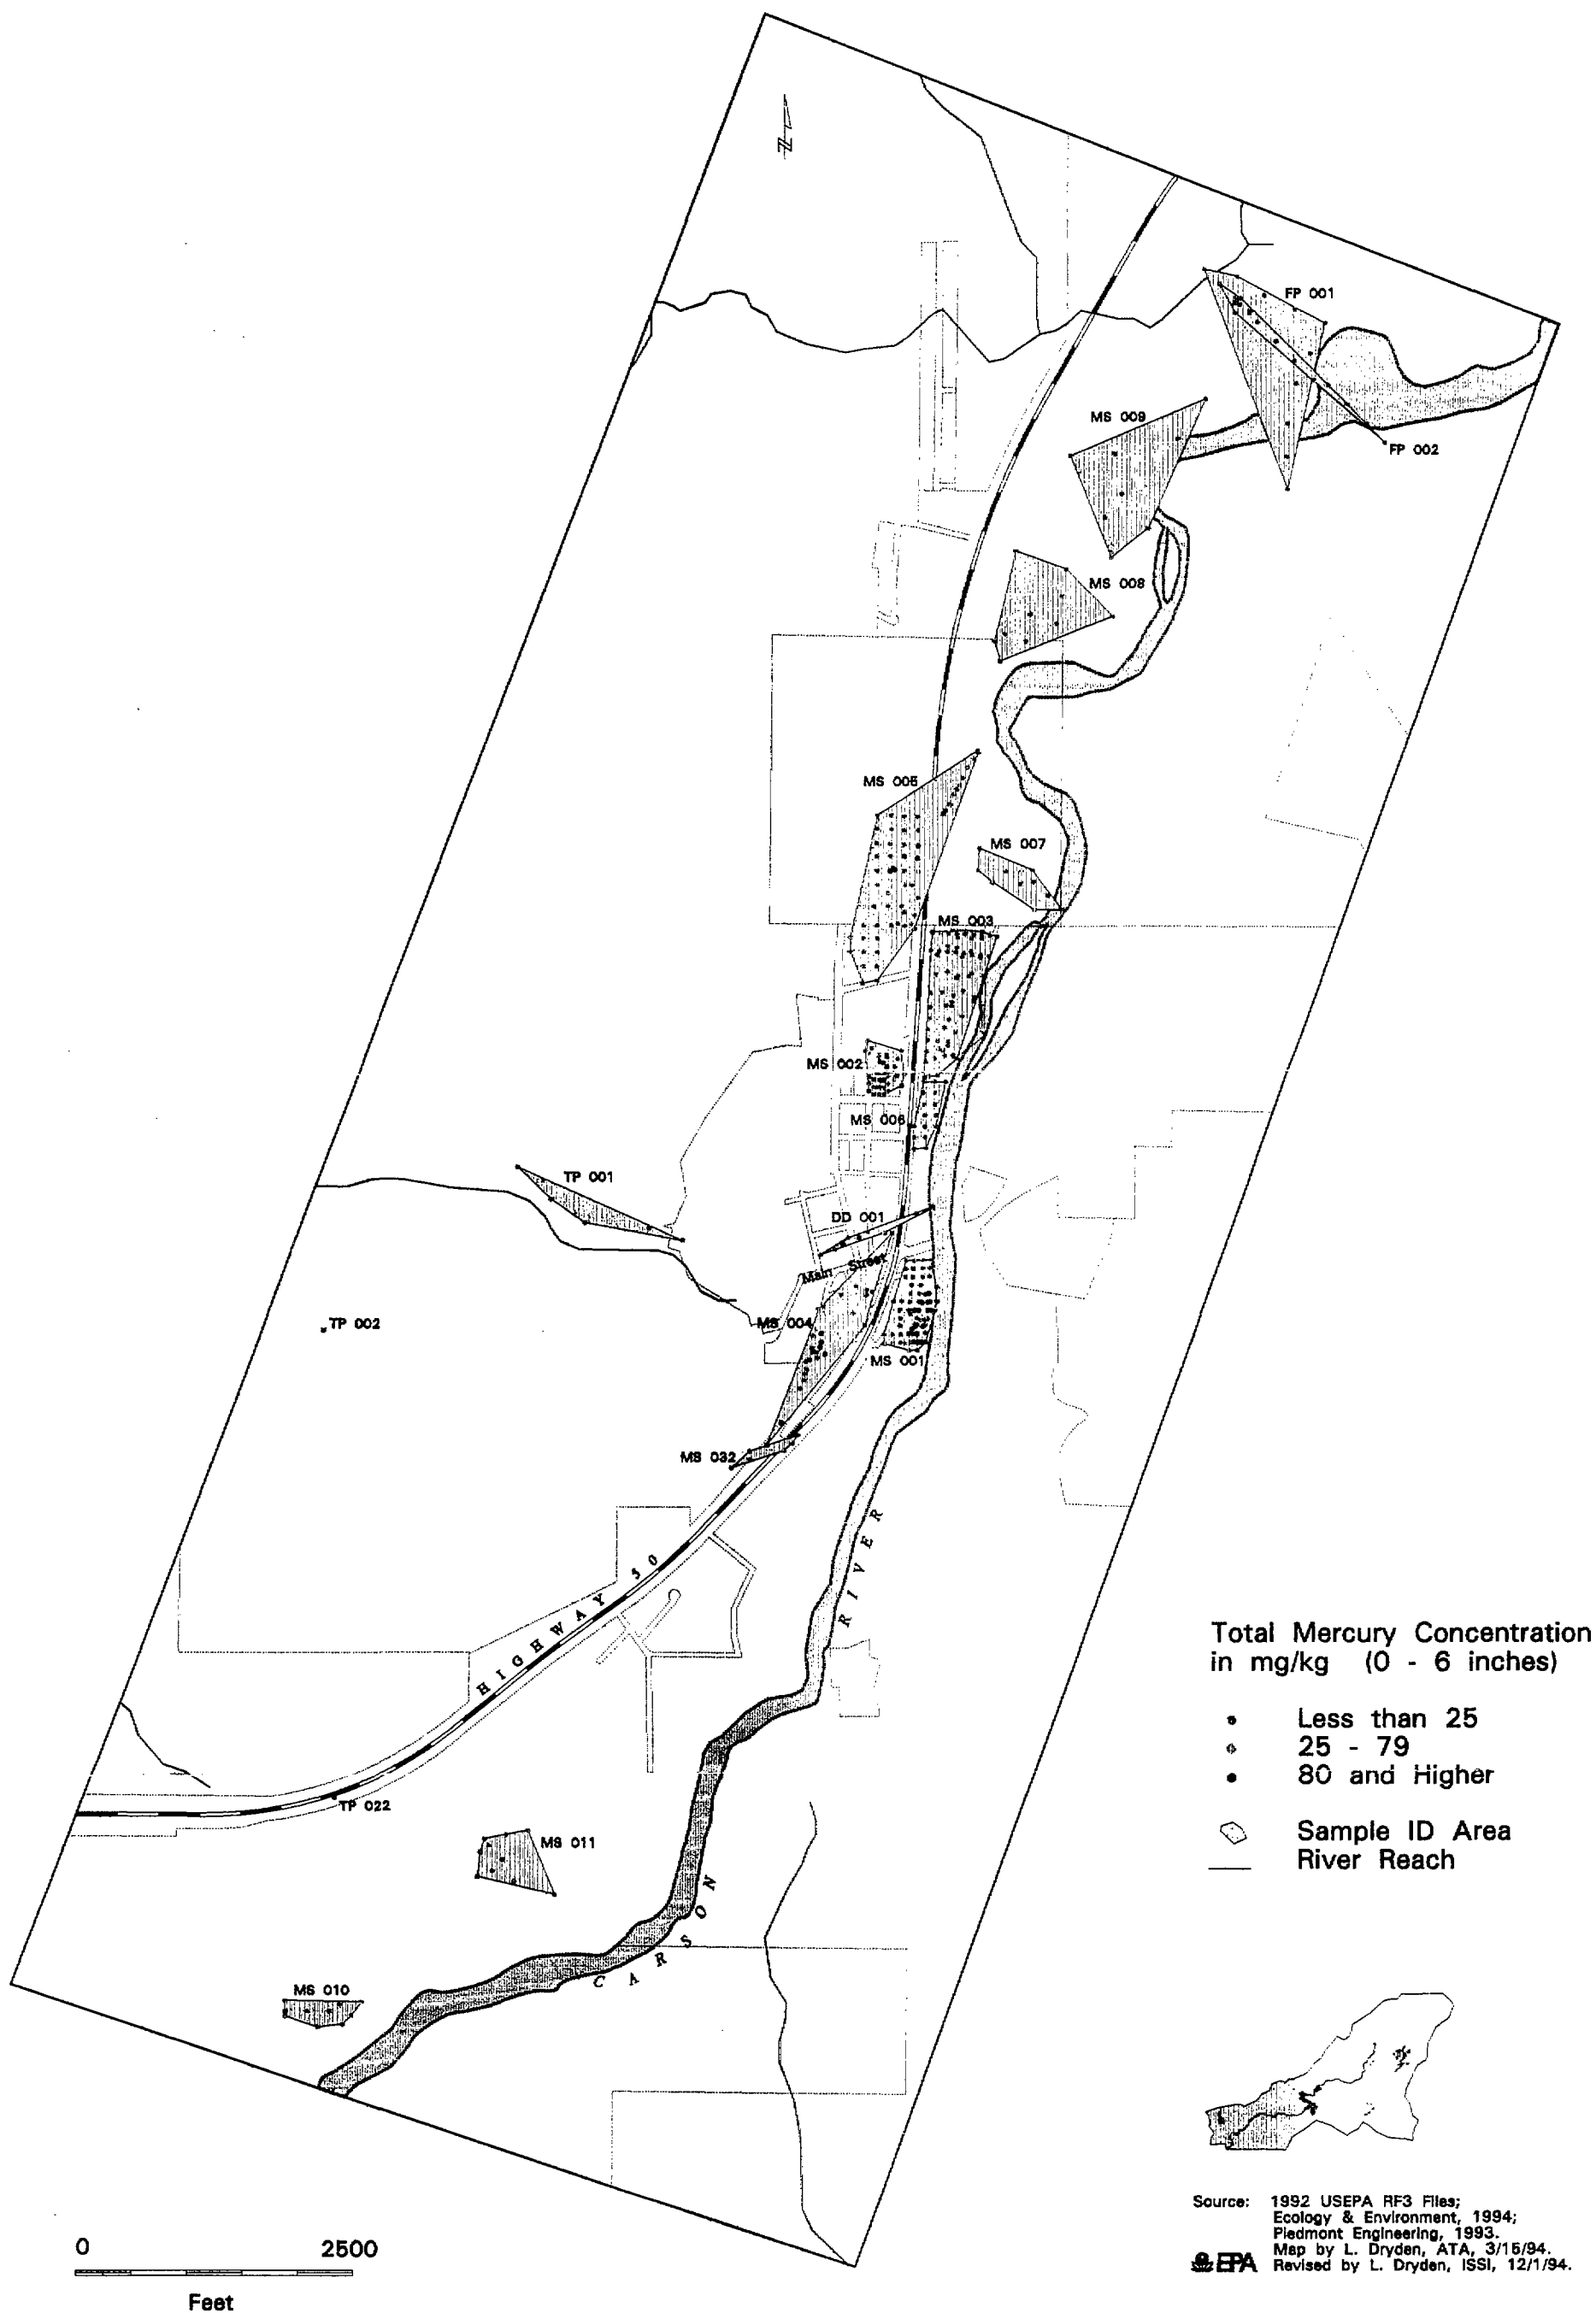 N
FP 001
MS 009
FP 002
MS 008
MS 005
MS 007
MS 003
MS 002
MS 006
TP 001
DD 001
Main Street
TP 002
MS 004
MS 001
MS 032
RIVER
HIGHWAY 50
Total Mercury Concentration
in mg/kg (0 - 6 inches)
Less than 25
25 - 79
80 and Higher
TP 022
Sample ID Area
River Reach
MS 011
CARSON
MS 010
Source: 1992 USEPA RF3 Files;
Ecology & Environment, 1994;
Piedmont Engineering, 1993.
Map by L. Dryden, ATA, 3/15/94.
EPA Revised by L. Dryden, ISSI, 12/1/94.
0 2500
Feet